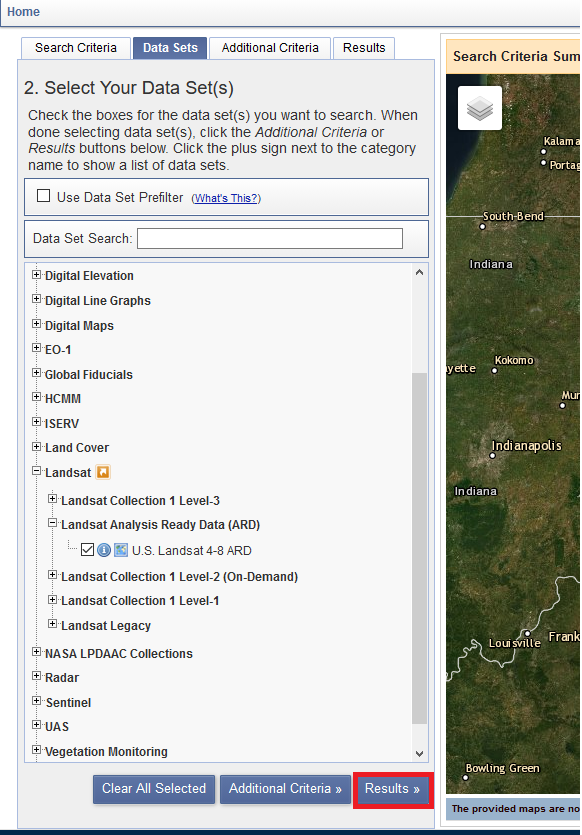 Home
Search Criteria
Data Sets
Additional Criteria
Results
2. Select Your Data Set(s)
Check the boxes for the data set(s) you want to search. When
done selecting data set(s), click the Additional Criteria or
Results buttons below. Click the plus sign next to the category
name to show a list of data sets.
Use Data Set Prefilter (What's This?)
Data Set Search:
Digital Elevation
Digital Line Graphs
Digital Maps
EO-1
Global Fiducials
HCMM
ISERV
Land Cover
Landsat
Landsat Collection 1 Level-3
Landsat Analysis Ready Data (ARD)
U.S. Landsat 4-8 ARD
Landsat Collection 1 Level-2 (On-Demand)
Landsat Collection 1 Level-1
Landsat Legacy
NASA LPDAAC Collections
Radar
Sentinel
UAS
Vegetation Monitoring
Clear All Selected
Additional Criteria »
Results »
Search Criteria Sum
Kalama
Portag
South-Bend
Indiana
Kokomo
yette
Mun
Indianapolis
Indiana
Louisville
Frank
Bowling Green
The provided maps are no